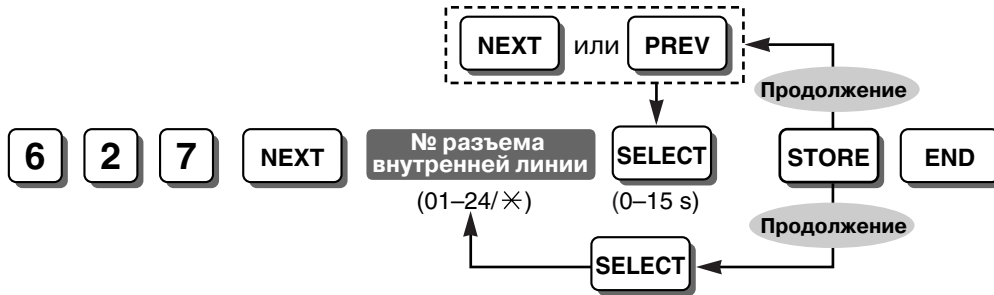 NEXT или PREV
Продолжение
6 2 7 NEXT № разъема внутренней линии SELECT STORE END
(01–24/✳) (0–15 s)
Продолжение
SELECT